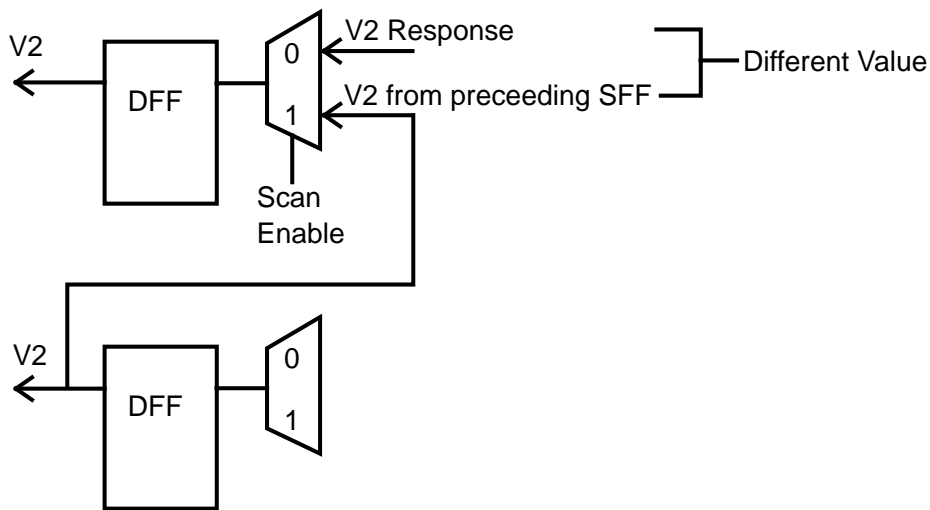 V2
DFF
0
1
V2 Response
V2 from preceeding SFF
Different Value
Scan
Enable
V2
DFF
0
1